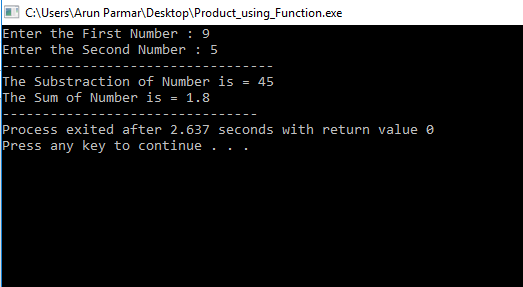 C:\Users\Arun Parmar\Desktop\Product_using_Function.exe
Enter the First Number : 9
Enter the Second Number : 5
----------------------------------
The Substraction of Number is = 45
The Sum of Number is = 1.8
--------------------------------
Process exited after 2.637 seconds with return value 0
Press any key to continue . . .